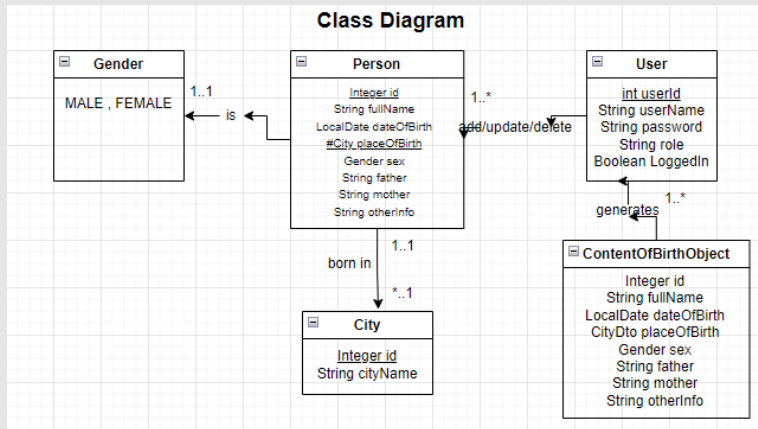 Class Diagram
Gender
MALE , FEMALE
1..1
is
Person
Integer id
String fullName
LocalDate dateOfBirth
#City placeOfBirth
Gender sex
String father
String mother
String otherInfo
1..*
add/update/delete
User
int userId
String userName
String password
String role
Boolean LoggedIn
1..*
generates
ContentOfBirthObject
Integer id
String fullName
LocalDate dateOfBirth
CityDto placeOfBirth
Gender sex
String father
String mother
String otherInfo
1..1
born in
*..1
City
Integer id
String cityName